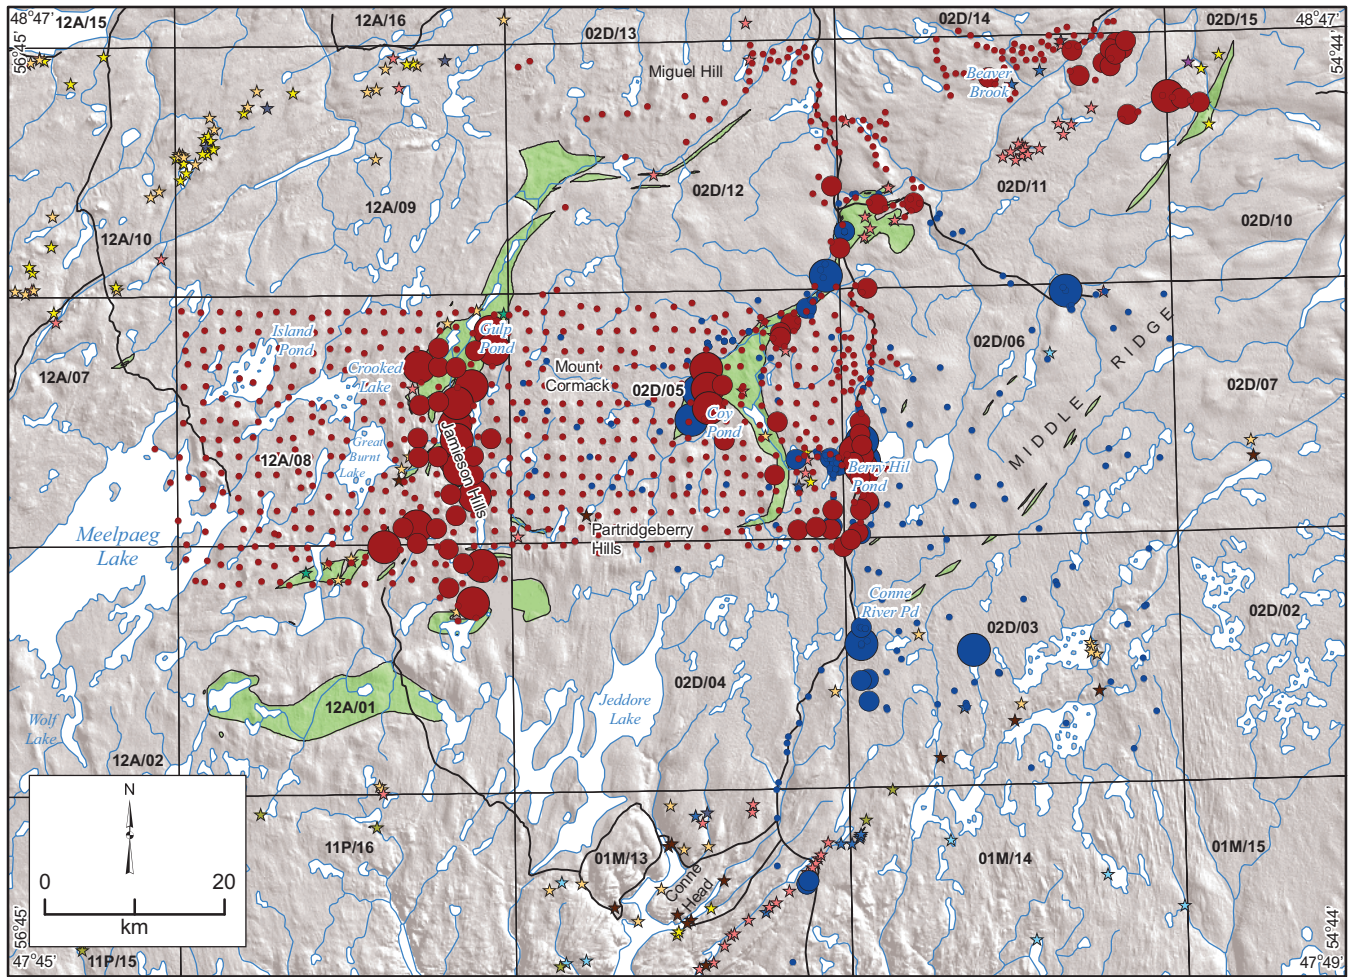 48°47' 12A/15
12A/16
02D/13
02D/14
02D/15
48°47'
56°45'
54°44'
Miguel Hill
Beaver
Brook
12A/09
02D/12
02D/11
12A/10
02D/10
Island
Pond
Gulp
Pond
Crooked
Lake
Mount
Cormack
02D/05
02D/06
MIDDLE RIDGE
12A/07
02D/07
Coy
Pond
Great
Burnt
Lake
12A/08
Jamieson Hills
Berry Hil
Pond
Meelpaeg
Lake
Partridgeberry
Hills
Conne
River Pd
02D/03
02D/02
02D/04
12A/01
Jeddore
Lake
Wolf
Lake
12A/02
N
0 20
km
11P/16
01M/13
Conne
Head
01M/14
01M/15
56°45'
54°44'
47°45'
11P/15
47°49'